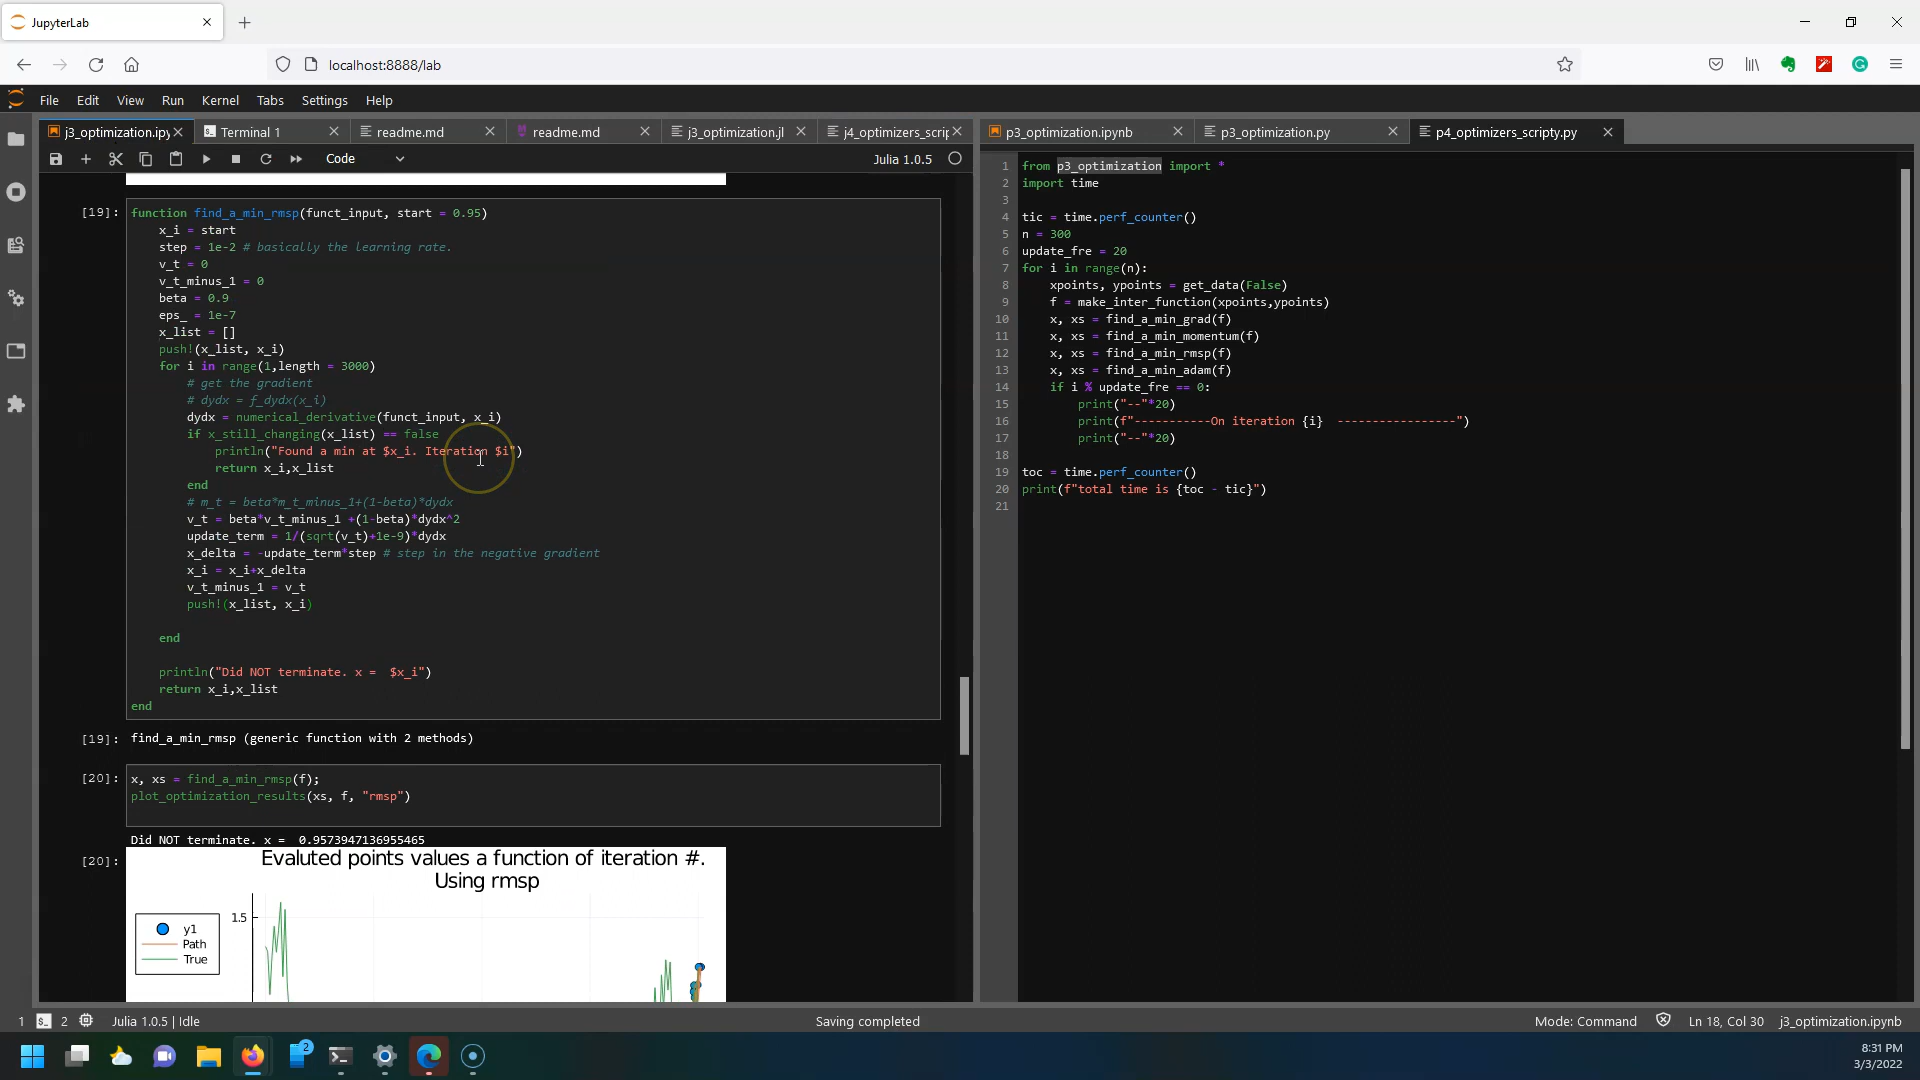 JupyterLab
localhost:8888/lab
File Edit View Run Kernel Tabs Settings Help
j3_optimization.ipy Terminal 1 readme.md readme.md j3_optimization.jl j4_optimizers_scrip
Code Julia 1.0.5
[19]:
function find_a_min_rmsp(funct_input, start = 0.95)
x_i = start
step = 1e-2 # basically the learning rate.
v_t = 0
v_t_minus_1 = 0
beta = 0.9
eps_ = 1e-7
x_list = []
push!(x_list, x_i)
for i in range(1,length = 3000)
# get the gradient
# dydx = f_dydx(x_i)
dydx = numerical_derivative(funct_input, x_i)
if x_still_changing(x_list) == false
println("Found a min at $x_i. Iteration $i")
return x_i,x_list
end
# m_t = beta*m_t_minus_1+(1-beta)*dydx
v_t = beta*v_t_minus_1 +(1-beta)*dydx^2
update_term = 1/(sqrt(v_t)+1e-9)*dydx
x_delta = -update_term*step # step in the negative gradient
x_i = x_i+x_delta
v_t_minus_1 = v_t
push!(x_list, x_i)
end
println("Did NOT terminate. x =  $x_i")
return x_i,x_list
end
[19]: find_a_min_rmsp (generic function with 2 methods)
[20]:
x, xs = find_a_min_rmsp(f);
plot_optimization_results(xs, f, "rmsp")
Did NOT terminate. x =  0.9573947136955465
[20]:
Evaluted points values a function of iteration #.
Using rmsp
1.5
y1
Path
True
p3_optimization.ipynb p3_optimization.py p4_optimizers_scripty.py
1 from p3_optimization import *
2 import time
3
4 tic = time.perf_counter()
5 n = 300
6 update_fre = 20
7 for i in range(n):
8 xpoints, ypoints = get_data(False)
9 f = make_inter_function(xpoints,ypoints)
10 x, xs = find_a_min_grad(f)
11 x, xs = find_a_min_momentum(f)
12 x, xs = find_a_min_rmsp(f)
13 x, xs = find_a_min_adam(f)
14 if i % update_fre == 0:
15 print("--"*20)
16 print(f"-----------On iteration {i}  -----------------")
17 print("--"*20)
18
19 toc = time.perf_counter()
20 print(f"total time is {toc - tic}")
21
1 2 Julia 1.0.5 | Idle Saving completed Mode: Command Ln 18, Col 30 j3_optimization.ipynb
2
8:31 PM
3/3/2022